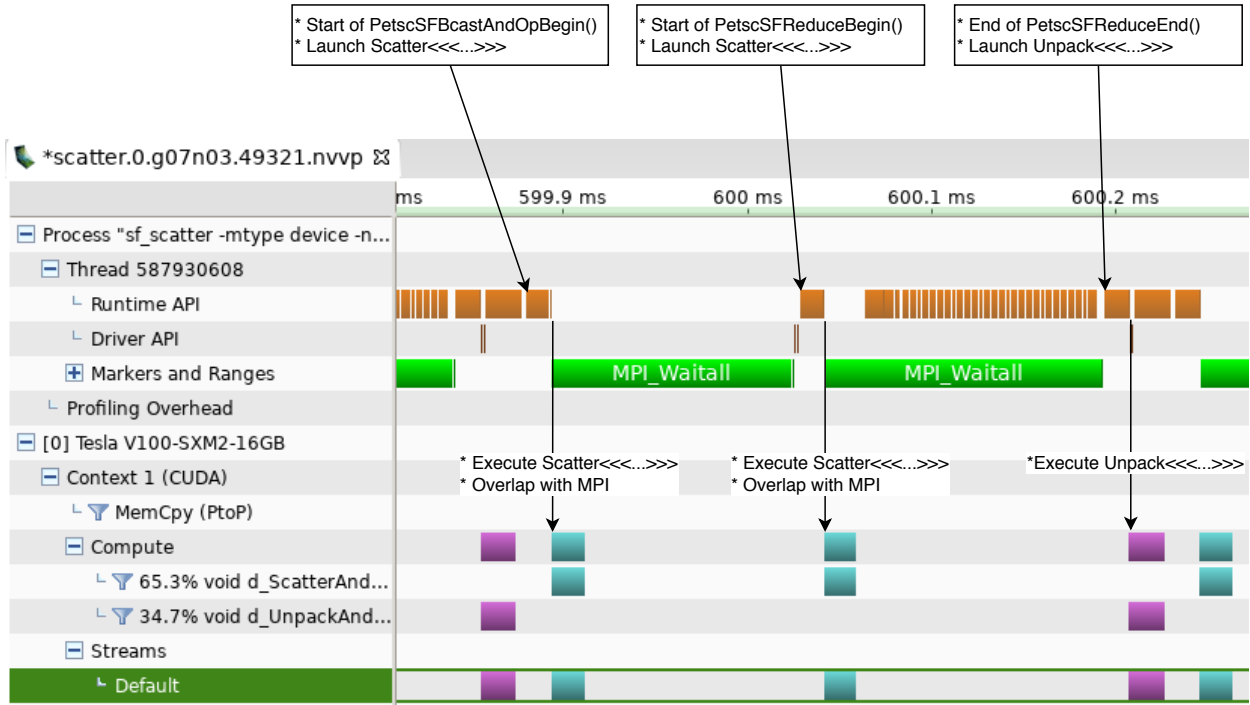 * Start of PetscSFBcastAndOpBegin()
* Launch Scatter<<<...>>>
* Start of PetscSFReduceBegin()
* Launch Scatter<<<...>>>
* End of PetscSFReduceEnd()
* Launch Unpack<<<...>>>
*scatter.0.g07n03.49321.nvvp
ms 599.9 ms 600 ms 600.1 ms 600.2 ms
Process "sf_scatter -mtype device -n...
Thread 587930608
Runtime API
Driver API
Markers and Ranges MPI_Waitall MPI_Waitall
Profiling Overhead
[0] Tesla V100-SXM2-16GB
* Execute Scatter<<<...>>>
* Overlap with MPI
* Execute Scatter<<<...>>>
* Overlap with MPI
*Execute Unpack<<<...>>>
Context 1 (CUDA)
MemCpy (PtoP)
Compute
65.3% void d_ScatterAnd...
34.7% void d_UnpackAnd...
Streams
Default